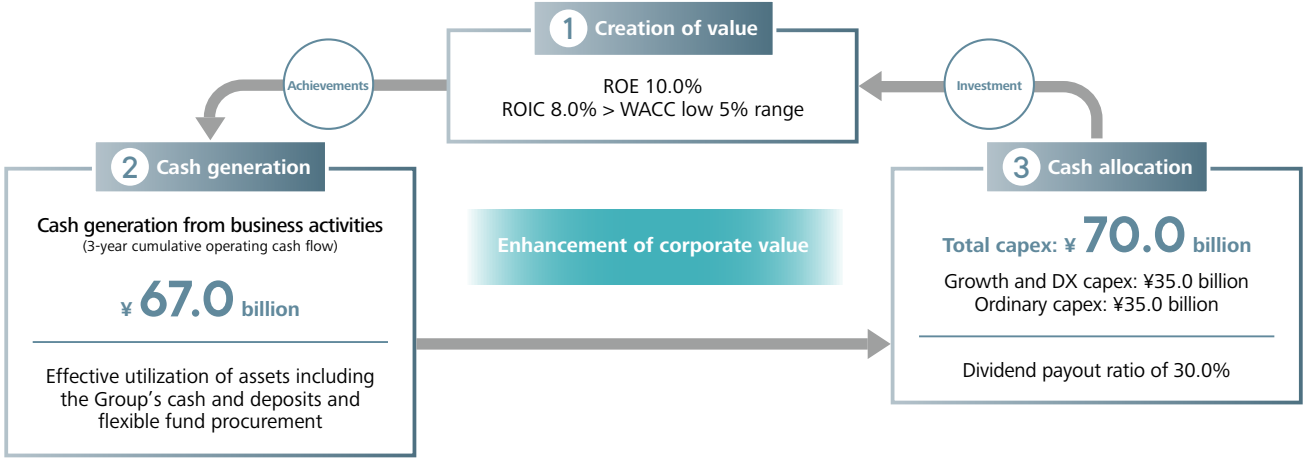 1 Creation of value
ROE 10.0%
ROIC 8.0% > WACC low 5% range
Achievements
Investment
2 Cash generation
Cash generation from business activities
(3-year cumulative operating cash flow)
¥ 67.0 billion
Effective utilization of assets including
the Group's cash and deposits and
flexible fund procurement
Enhancement of corporate value
3 Cash allocation
Total capex: ¥ 70.0 billion
Growth and DX capex: ¥35.0 billion
Ordinary capex: ¥35.0 billion
Dividend payout ratio of 30.0%